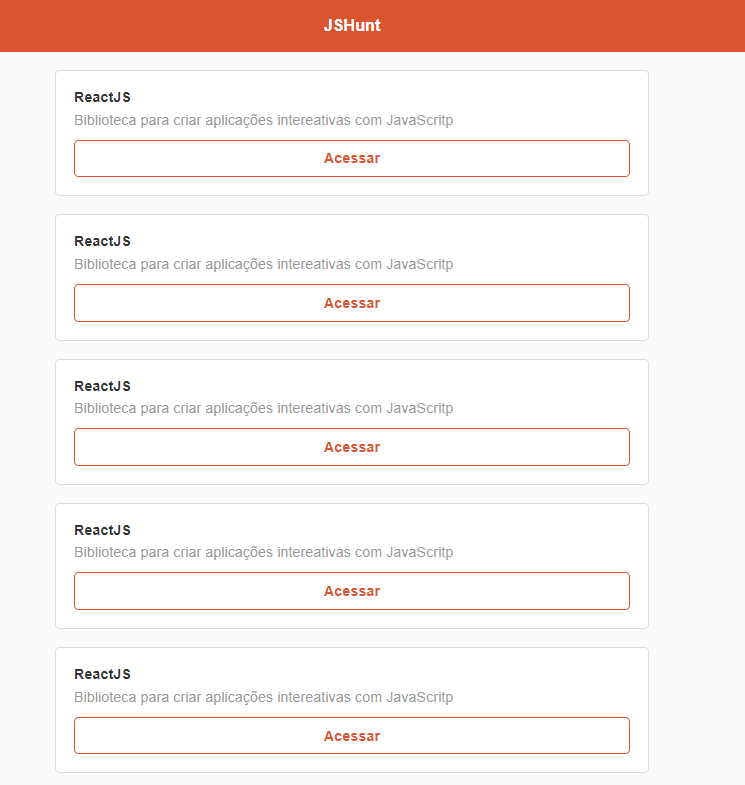 JSHunt
ReactJS
Biblioteca para criar aplicações intereativas com JavaScritp
Acessar
ReactJS
Biblioteca para criar aplicações intereativas com JavaScritp
Acessar
ReactJS
Biblioteca para criar aplicações intereativas com JavaScritp
Acessar
ReactJS
Biblioteca para criar aplicações intereativas com JavaScritp
Acessar
ReactJS
Biblioteca para criar aplicações intereativas com JavaScritp
Acessar